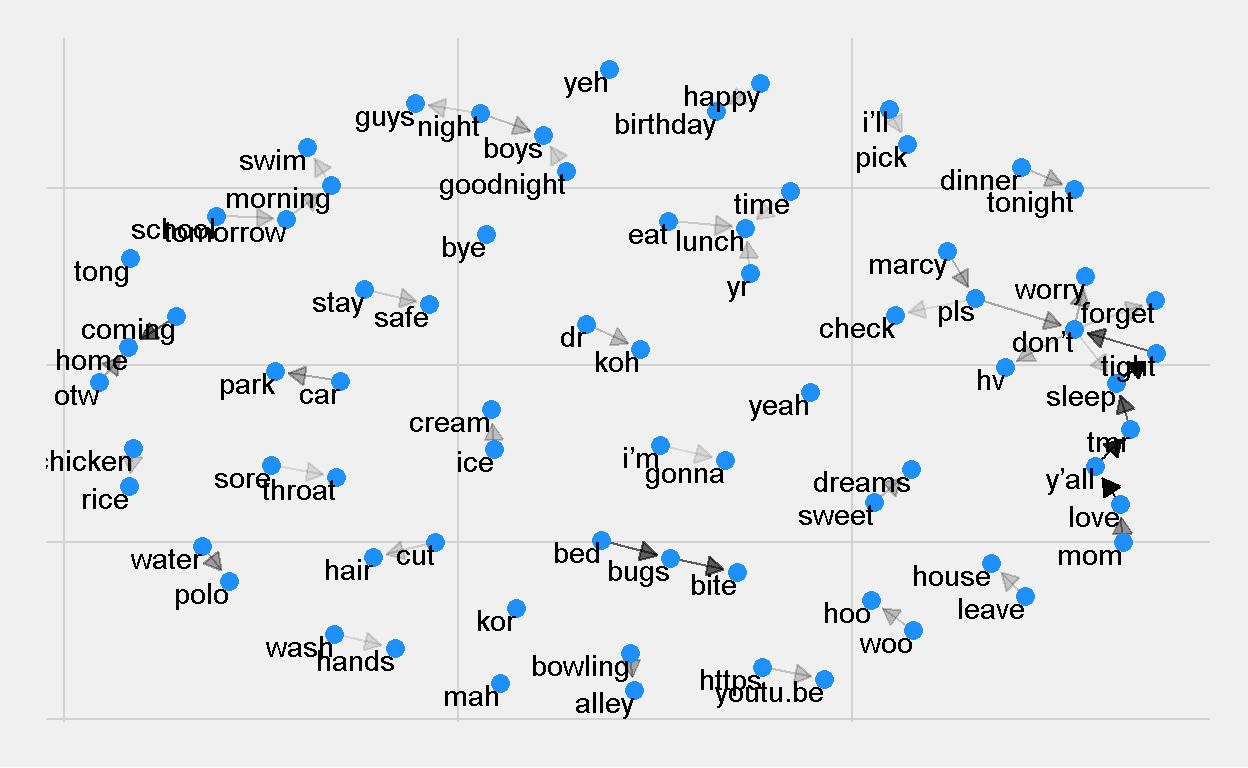 yeh
guys
night
happy
birthday
i'll
boys
pick
swim
goodnight
dinner
morning
time
tonight
school
tomorrow
eat
lunch
bye
tong
marcy
yr
worry
stay
safe
pls
forget
coming
check
dr
don't
home
koh
tight
otw
park
car
hv
sleep
yeah
cream
tmr
chicken
ice
i'm
gonna
y'all
sore
throat
dreams
rice
sweet
love
water
hair
cut
bed
bugs
bite
mom
polo
house
hoo
leave
kor
woo
wash
hands
bowling
https
youtu.be
mah
alley